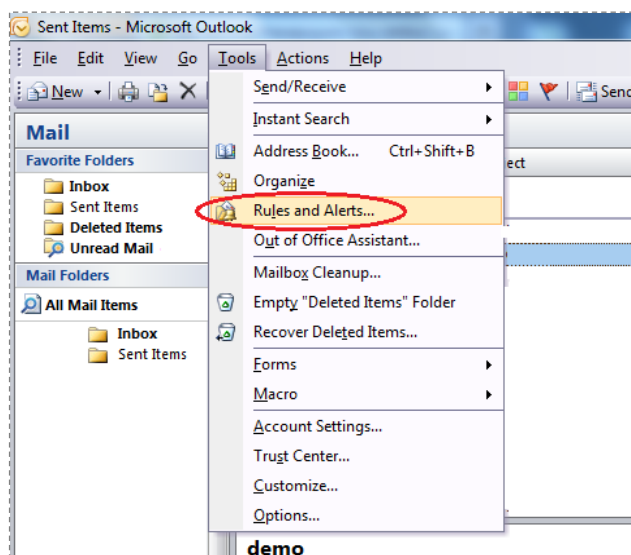 Sent Items - Microsoft Outlook
File Edit View Go Tools Actions Help
New Send
Mail
Favorite Folders
Inbox
Sent Items
Deleted Items
Unread Mail
Mail Folders
All Mail Items
Inbox
Sent Items
Send/Receive
Instant Search
Address Book... Ctrl+Shift+B
Organize
Rules and Alerts...
Out of Office Assistant...
Mailbox Cleanup...
Empty "Deleted Items" Folder
Recover Deleted Items...
Forms
Macro
Account Settings...
Trust Center...
Customize...
Options...
ect
demo